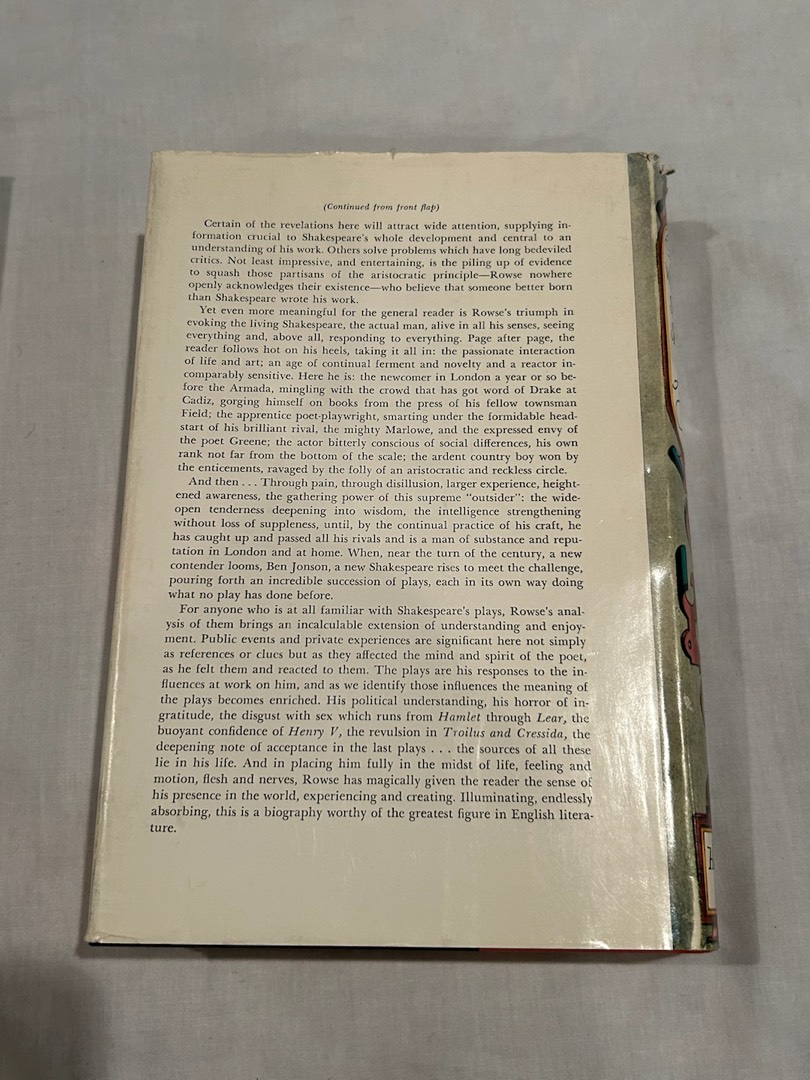 (Continued from front flap)
Certain of the revelations here will attract wide attention, supplying in-
formation crucial to Shakespeare's whole development and central to an
understanding of his work. Others solve problems which have long bedeviled
critics. Not least impressive, and entertaining, is the piling up of evidence
to squash those partisans of the aristocratic principle—Rowse nowhere
openly acknowledges their existence—who believe that someone better born
than Shakespeare wrote his work.
Yet even more meaningful for the general reader is Rowse's triumph in
evoking the living Shakespeare, the actual man, alive in all his senses, seeing
everything and, above all, responding to everything. Page after page, the
reader follows hot on his heels, taking it all in: the passionate interaction
of life and art; an age of continual ferment and novelty and a reactor in-
comparably sensitive. Here he is: the newcomer in London a year or so be-
fore the Armada, mingling with the crowd that has got word of Drake at
Cadiz, gorging himself on books from the press of his fellow townsman
Field; the apprentice poet-playwright, smarting under the formidable head-
start of his brilliant rival, the mighty Marlowe, and the expressed envy of
the poet Greene; the actor bitterly conscious of social differences, his own
rank not far from the bottom of the scale; the ardent country boy won by
the enticements, ravaged by the folly of an aristocratic and reckless circle.
And then . . . Through pain, through disillusion, larger experience, height-
ened awareness, the gathering power of this supreme "outsider": the wide-
open tenderness deepening into wisdom, the intelligence strengthening
without loss of suppleness, until, by the continual practice of his craft, he
has caught up and passed all his rivals and is a man of substance and repu-
tation in London and at home. When, near the turn of the century, a new
contender looms, Ben Jonson, a new Shakespeare rises to meet the challenge,
pouring forth an incredible succession of plays, each in its own way doing
what no play has done before.
For anyone who is at all familiar with Shakespeare's plays, Rowse's anal-
ysis of them brings an incalculable extension of understanding and enjoy-
ment. Public events and private experiences are significant here not simply
as references or clues but as they affected the mind and spirit of the poet,
as he felt them and reacted to them. The plays are his responses to the in-
fluences at work on him, and as we identify those influences the meaning of
the plays becomes enriched. His political understanding, his horror of in-
gratitude, the disgust with sex which runs from Hamlet through Lear, the
buoyant confidence of Henry V, the revulsion in Troilus and Cressida, the
deepening note of acceptance in the last plays . . . the sources of all these
lie in his life. And in placing him fully in the midst of life, feeling and
motion, flesh and nerves, Rowse has magically given the reader the sense of
his presence in the world, experiencing and creating. Illuminating, endlessly
absorbing, this is a biography worthy of the greatest figure in English litera-
ture.